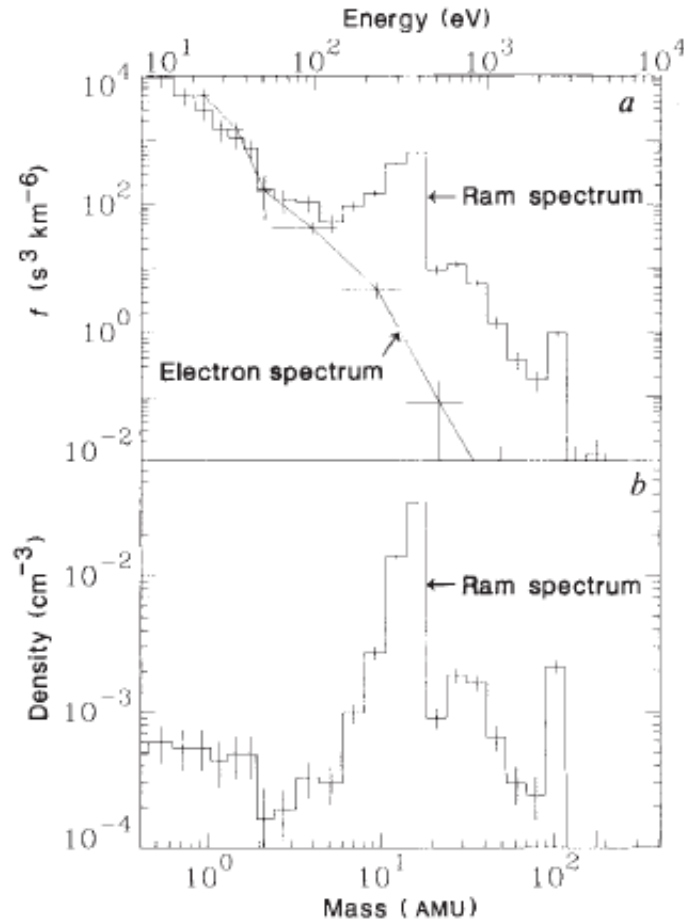 Energy (eV)
10¹ 10² 10³ 10⁴
a
10⁴
10²
10⁰
10⁻²
f (s³ km⁻⁶)
Ram spectrum
Electron spectrum
b
10⁻²
10⁻³
10⁻⁴
Density (cm⁻³)
Ram spectrum
10⁰ 10¹ 10²
Mass (AMU)